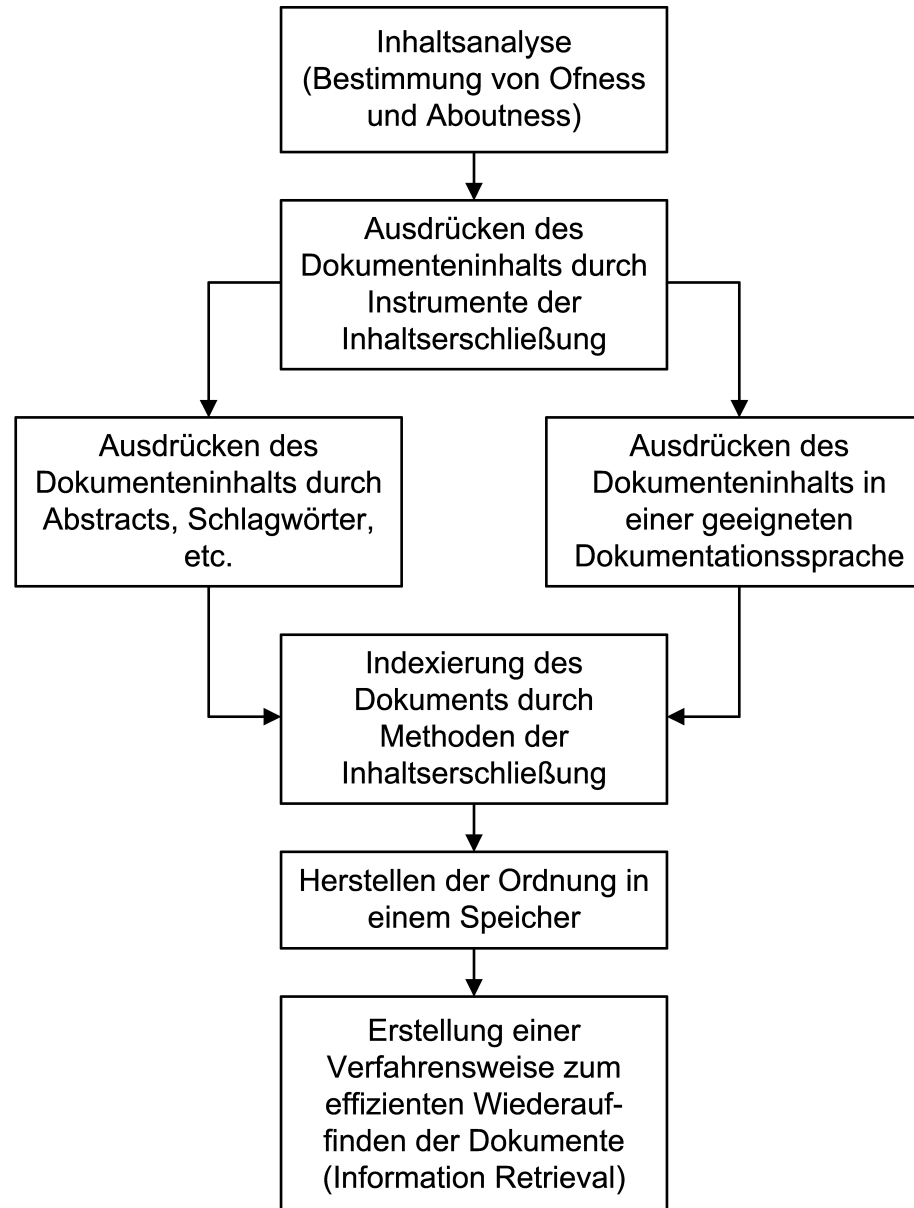 Inhaltsanalyse
(Bestimmung von Ofness
und Aboutness)
Ausdrücken des
Dokumenteninhalts durch
Instrumente der
Inhaltserschließung
Ausdrücken des
Dokumenteninhalts durch
Abstracts, Schlagwörter,
etc.
Ausdrücken des
Dokumenteninhalts in
einer geeigneten
Dokumentationssprache
Indexierung des
Dokuments durch
Methoden der
Inhaltserschließung
Herstellen der Ordnung in
einem Speicher
Erstellung einer
Verfahrensweise zum
effizienten Wiederauf-
finden der Dokumente
(Information Retrieval)